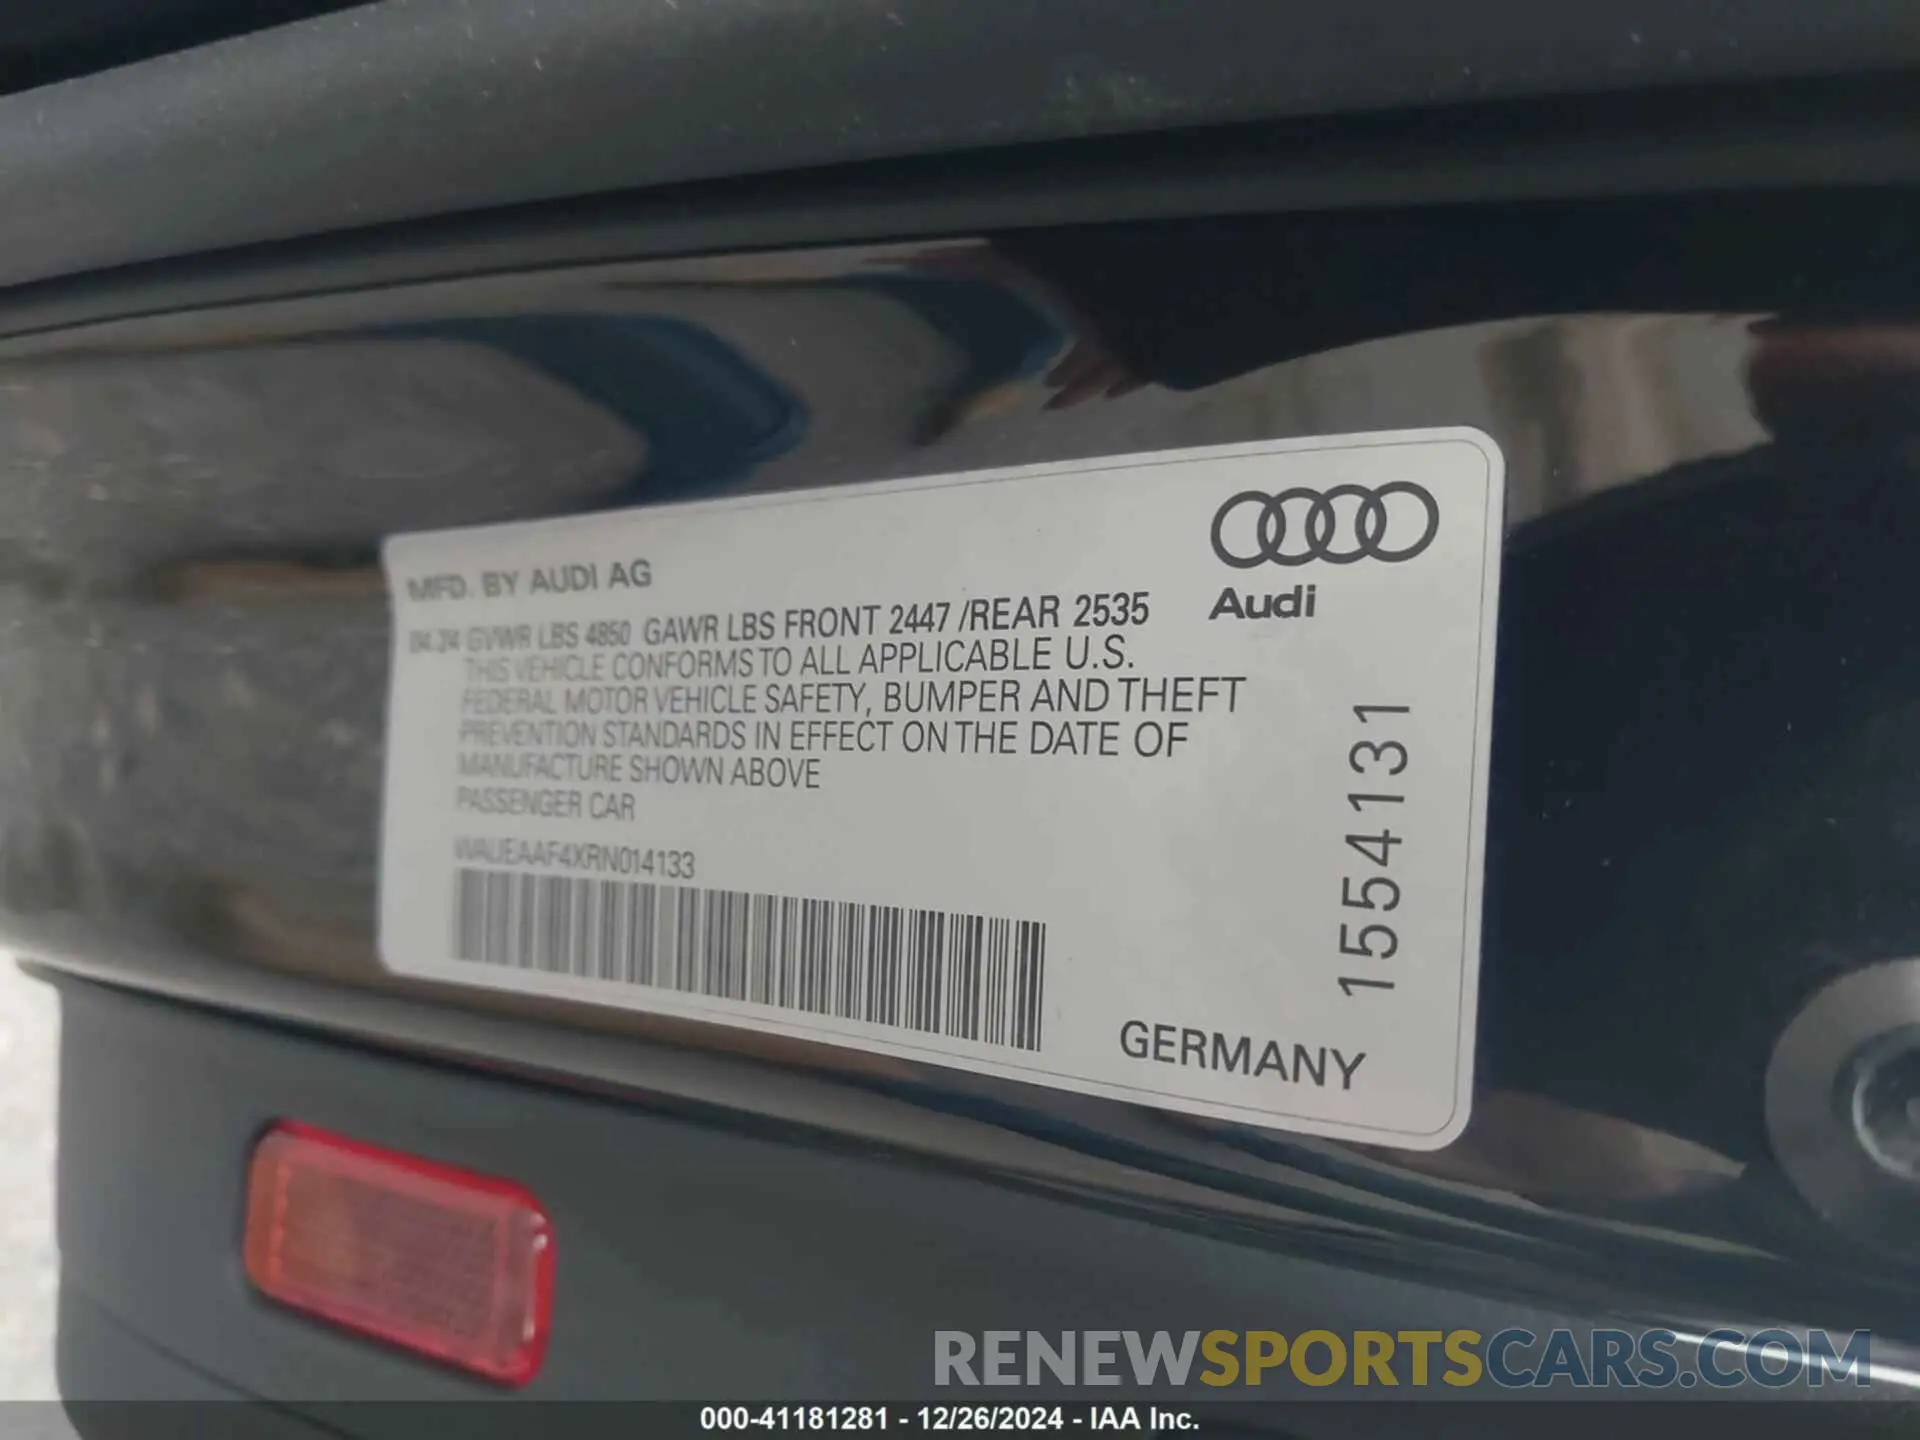 MFD. BY AUDI AG
04.24 GVWR LBS 4850 GAWR LBS FRONT 2447 /REAR 2535
THIS VEHICLE CONFORMS TO ALL APPLICABLE U.S.
FEDERAL MOTOR VEHICLE SAFETY, BUMPER AND THEFT
PREVENTION STANDARDS IN EFFECT ON THE DATE OF
MANUFACTURE SHOWN ABOVE
PASSENGER CAR
WAUEAAF4XRN014133
Audi
1554131
GERMANY
RENEWSPORTSCARS.COM
000-41181281 - 12/26/2024 - IAA Inc.